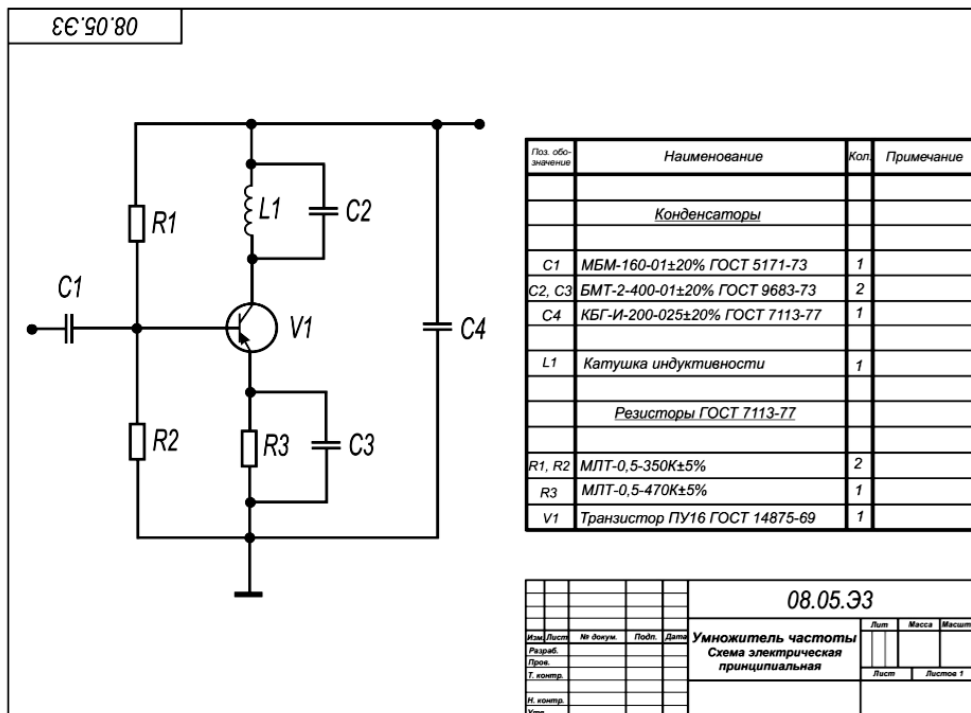 08.05.Э3
C1
R1
R2
L1
C2
V1
R3
C3
C4
Поз. обо-
значение Наименование Кол. Примечание
Конденсаторы
C1 МБМ-160-01±20% ГОСТ 5171-73 1
C2, C3 БМТ-2-400-01±20% ГОСТ 9683-73 2
C4 КБГ-И-200-025±20% ГОСТ 7113-77 1
L1 Катушка индуктивности 1
Резисторы ГОСТ 7113-77
R1, R2 МЛТ-0,5-350К±5% 2
R3 МЛТ-0,5-470К±5% 1
V1 Транзистор ПУ16 ГОСТ 14875-69 1
08.05.Э3
Изм. Лист № докум. Подп. Дата
Разраб.
Пров.
Т. контр.
Н. контр.
Утв.
Умножитель частоты
Схема электрическая
принципиальная
Лит Масса Масшт
Лист Листов 1